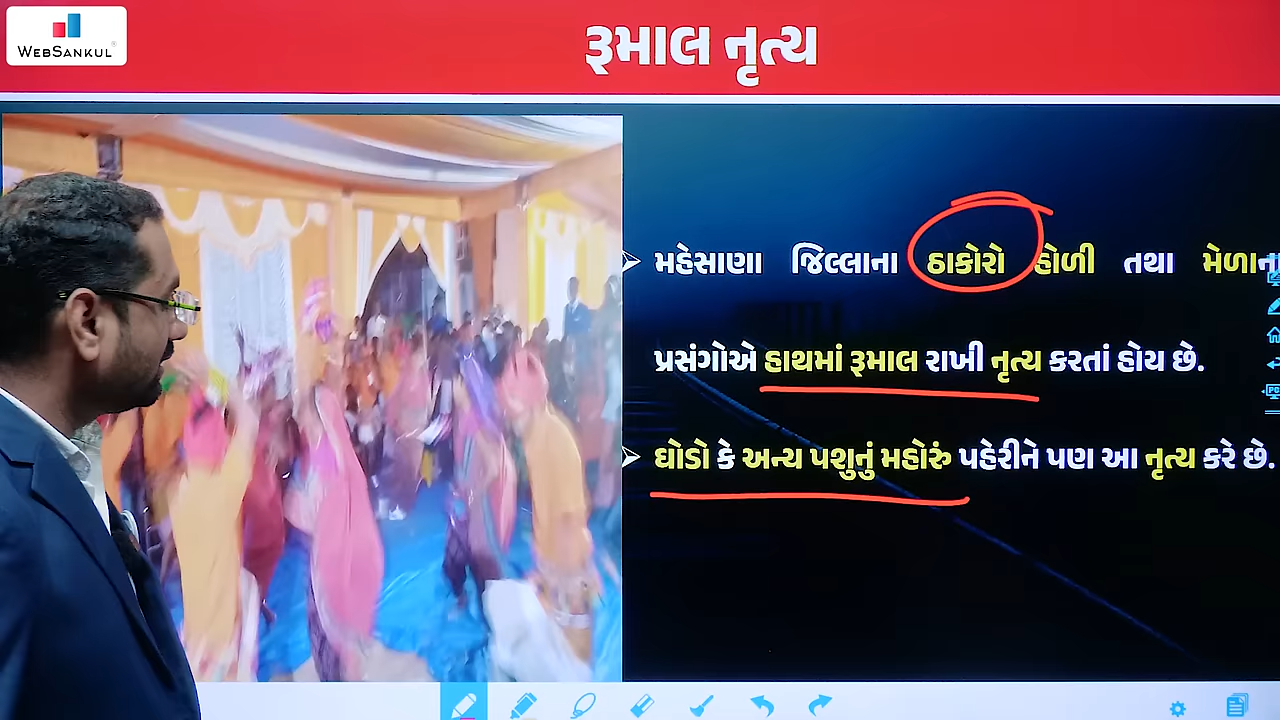 WEBSANKUL
રૂમાલ નૃત્ય
મહેસાણા જિલ્લાના ઠાકોરો હોળી તથા મેળાના
પ્રસંગોએ હાથમાં રૂમાલ રાખી નૃત્ય કરતાં હોય છે.
ઘોડો કે અન્ય પશુનું મહોરું પહેરીને પણ આ નૃત્ય કરે છે.